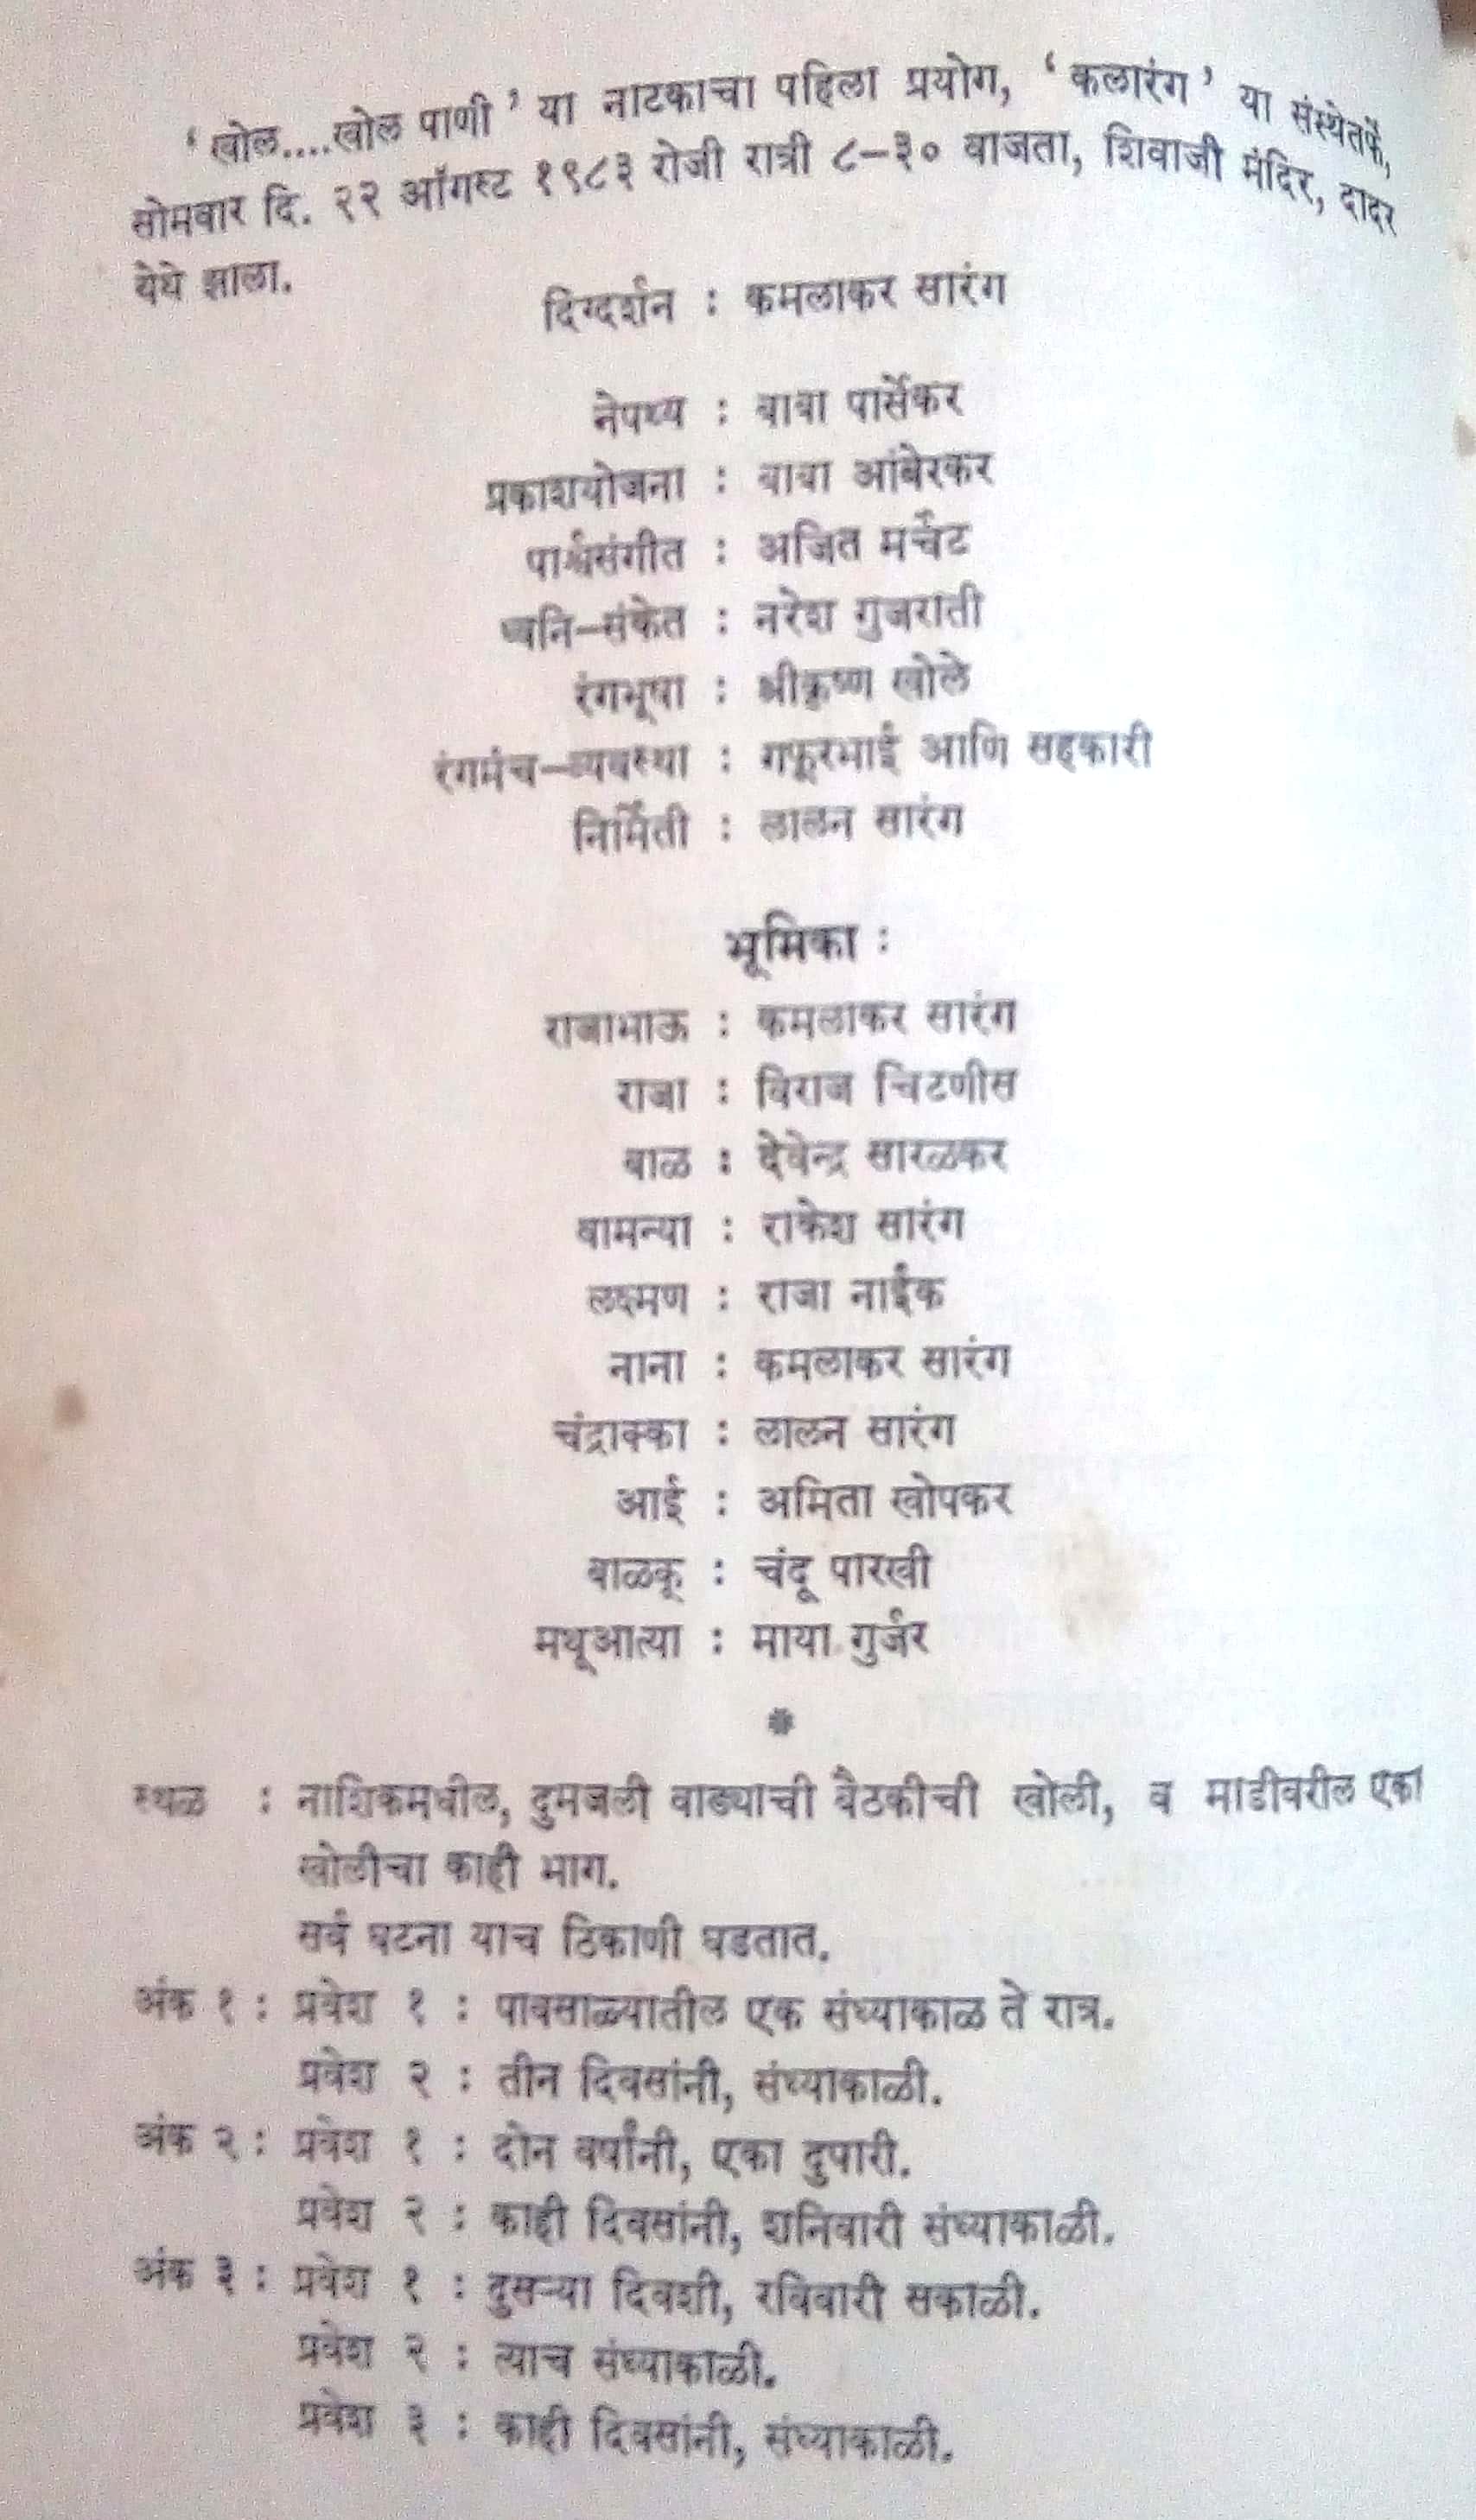 ‘ खोल....खोल पाणी ’ या नाटकाचा पहिला प्रयोग, ‘ कलारंग ’ या संस्थेतर्फे,
सोमवार दि. २२ ऑगस्ट १९८३ रोजी रात्री ८–३० वाजता, शिवाजी मंदिर, दादर
येथे झाला.
दिग्दर्शन : कमलाकर सारंग
नेपथ्य : बाबा पार्सेकर
प्रकाशयोजना : बाबा आंबेरकर
पार्श्वसंगीत : अजित मर्चंट
ध्वनि–संकेत : नरेश गुजराती
रंगभूषा : श्रीकृष्ण खोले
रंगमंच–व्यवस्था : गफूरभाई आणि सहकारी
निर्मिती : लालन सारंग
भूमिका :
राजाभाऊ : कमलाकर सारंग
राजा : विराज चिटणीस
बाळ : देवेन्द्र सारळकर
बामन्या : राकेश सारंग
लक्ष्मण : राजा नाईक
नाना : कमलाकर सारंग
चंद्राक्का : लालन सारंग
आई : अमिता खोपकर
बाळकू : चंदू पारखी
मथूआत्या : माया गुर्जर
*
स्थळ : नाशिकमधील, दुमजली वाड्याची बैठकीची खोली, व माडीवरील एका
खोलीचा काही भाग.
सर्व घटना याच ठिकाणी घडतात.
अंक १ : प्रवेश १ : पावसाळ्यातील एक संध्याकाळ ते रात्र.
प्रवेश २ : तीन दिवसांनी, संध्याकाळी.
अंक २ : प्रवेश १ : दोन वर्षांनी, एका दुपारी.
प्रवेश २ : काही दिवसांनी, शनिवारी संध्याकाळी.
अंक ३ : प्रवेश १ : दुसऱ्या दिवशी, रविवारी सकाळी.
प्रवेश २ : त्याच संध्याकाळी.
प्रवेश ३ : काही दिवसांनी, संध्याकाळी.